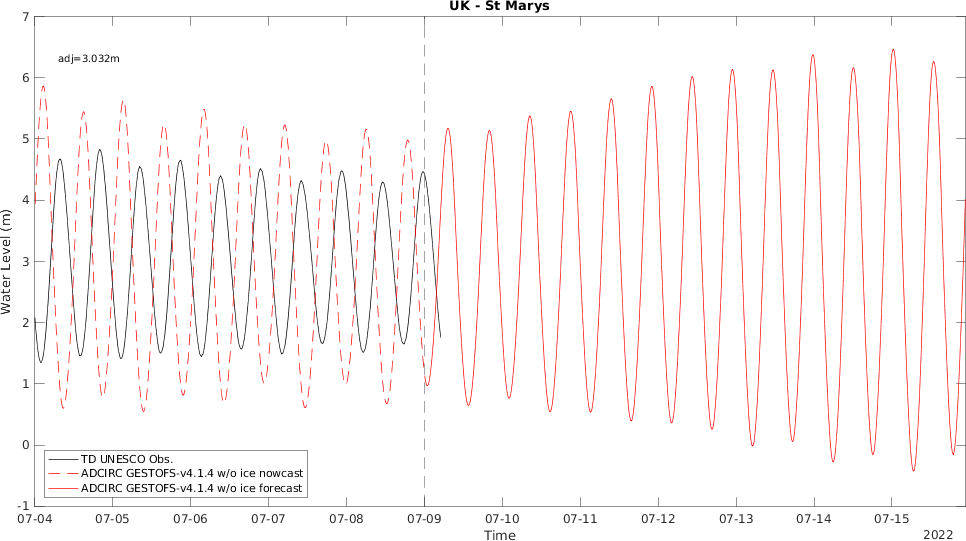 UK - St Marys
adj=3.032m
Water Level (m)
7
6
5
4
3
2
1
0
-1
TD UNESCO Obs.
ADCIRC GESTOFS-v4.1.4 w/o ice nowcast
ADCIRC GESTOFS-v4.1.4 w/o ice forecast
07-04 07-05 07-06 07-07 07-08 07-09 07-10 07-11 07-12 07-13 07-14 07-15
Time
2022